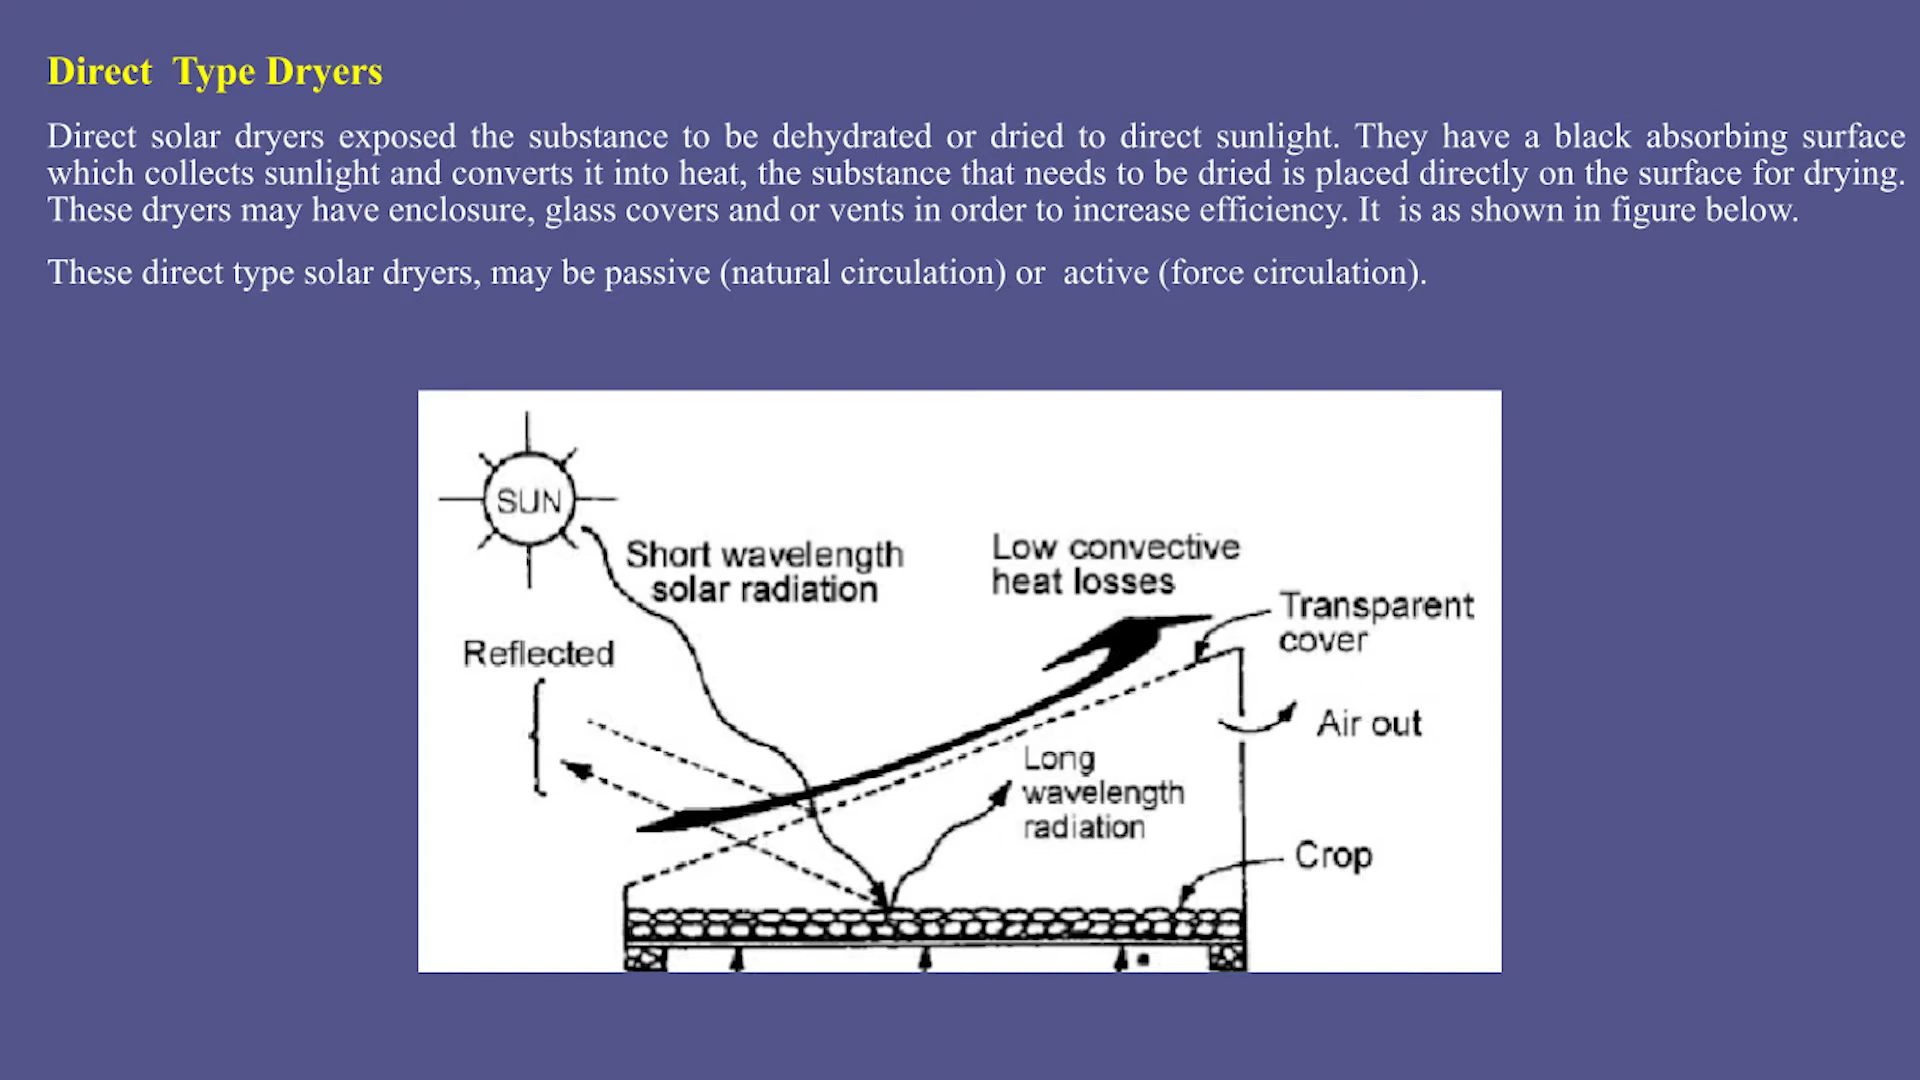 Direct Type Dryers
Direct solar dryers exposed the substance to be dehydrated or dried to direct sunlight. They have a black absorbing surface
which collects sunlight and converts it into heat, the substance that needs to be dried is placed directly on the surface for drying.
These dryers may have enclosure, glass covers and or vents in order to increase efficiency. It is as shown in figure below.
These direct type solar dryers, may be passive (natural circulation) or active (force circulation).
SUN
Short wavelength
solar radiation
Low convective
heat losses
Transparent
cover
Reflected
Air out
Long
wavelength
radiation
Crop